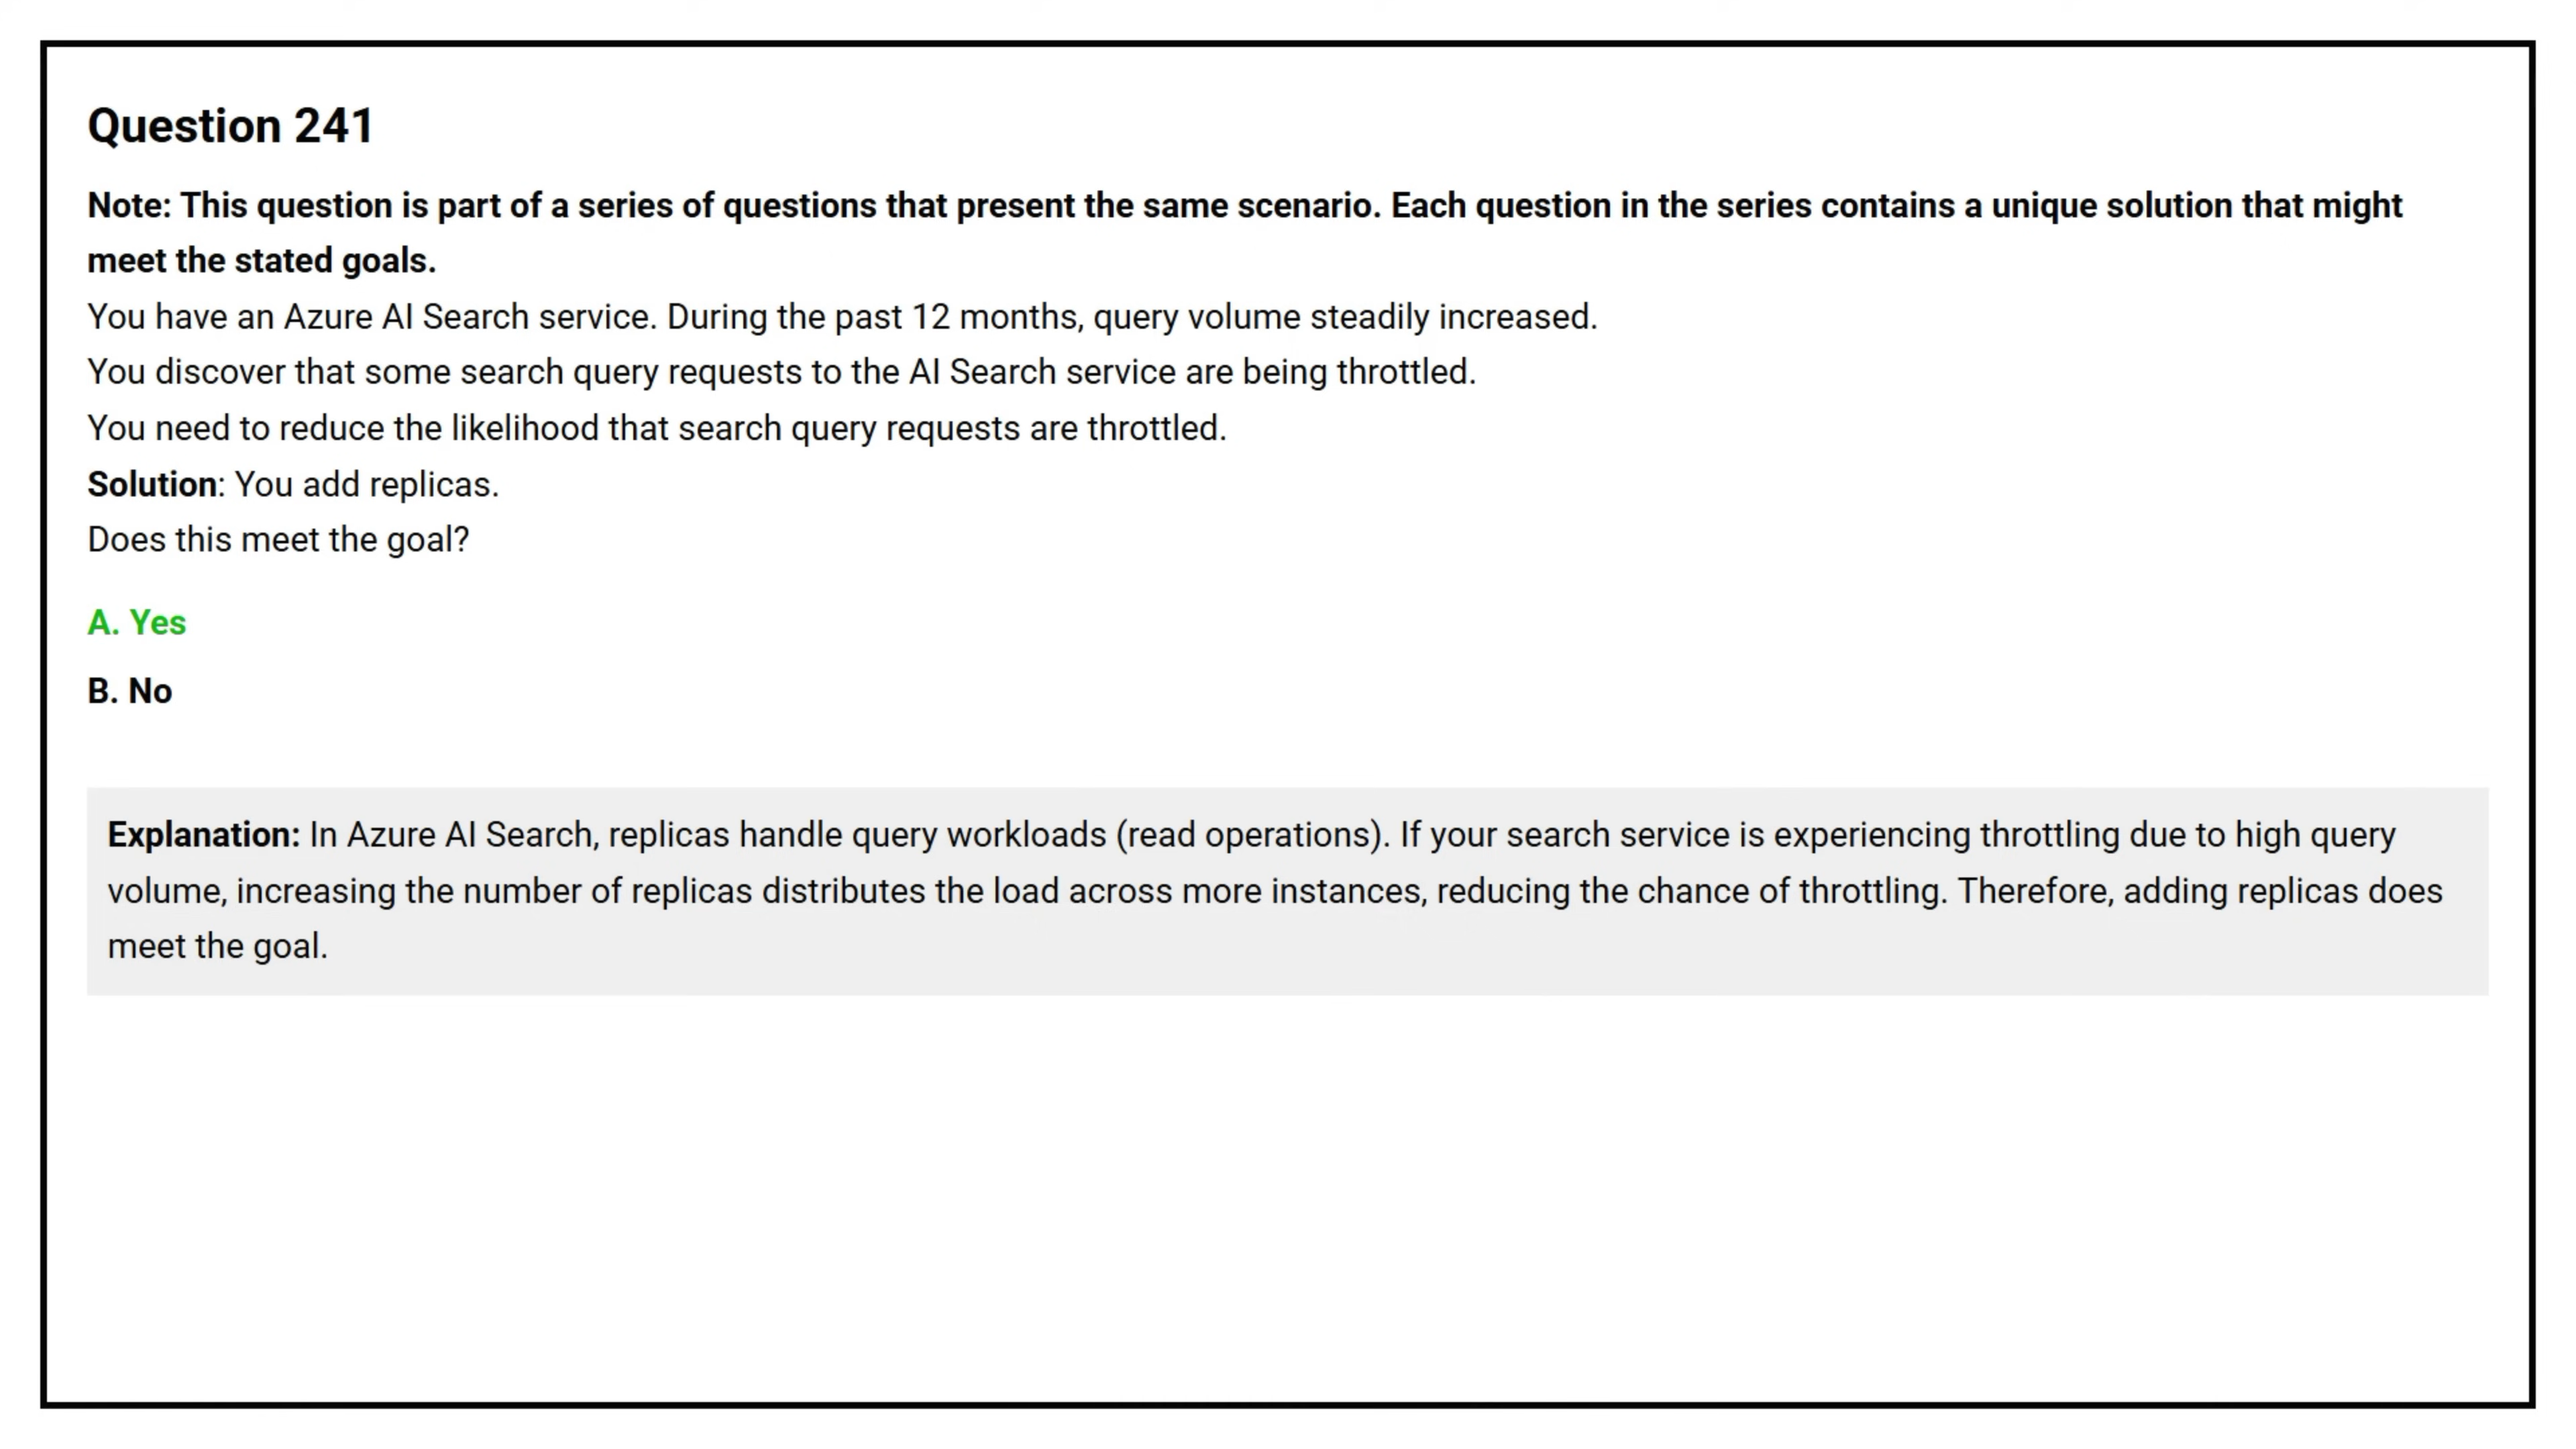 Question 241
Note: This question is part of a series of questions that present the same scenario. Each question in the series contains a unique solution that might
meet the stated goals.
You have an Azure AI Search service. During the past 12 months, query volume steadily increased.
You discover that some search query requests to the AI Search service are being throttled.
You need to reduce the likelihood that search query requests are throttled.
Solution: You add replicas.
Does this meet the goal?
A. Yes
B. No
Explanation: In Azure AI Search, replicas handle query workloads (read operations). If your search service is experiencing throttling due to high query
volume, increasing the number of replicas distributes the load across more instances, reducing the chance of throttling. Therefore, adding replicas does
meet the goal.